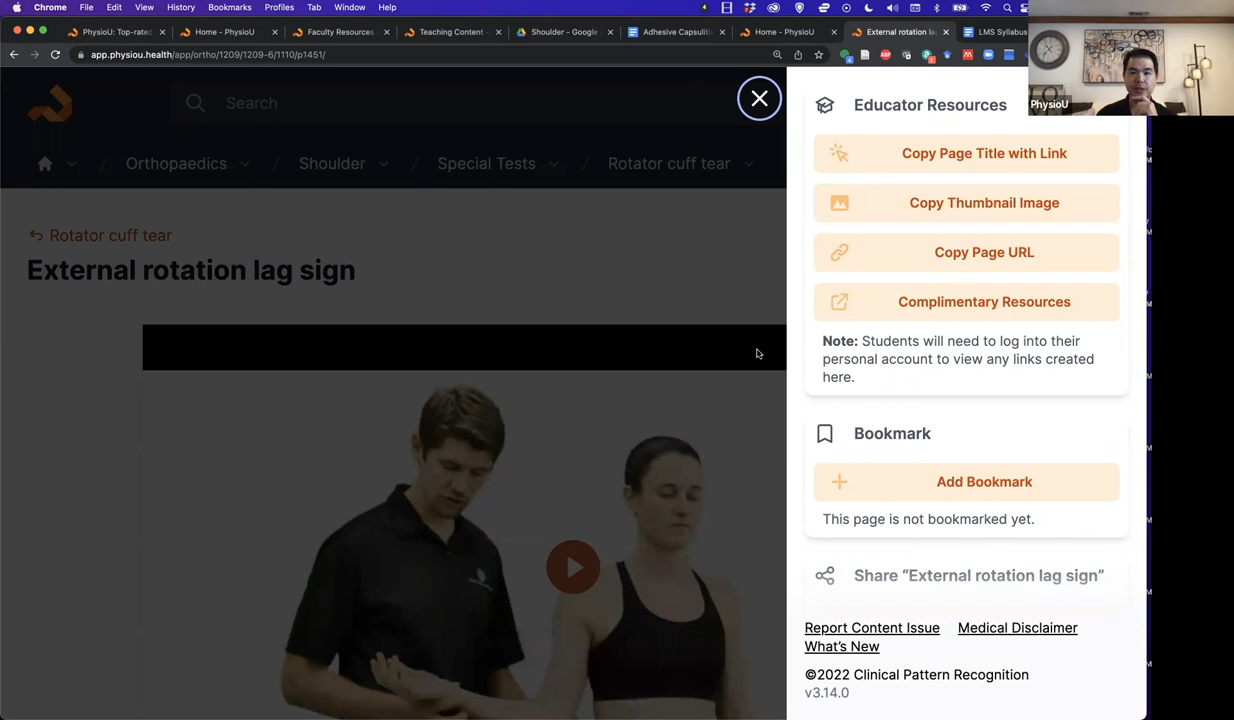 Chrome File Edit View History Bookmarks Profiles Tab Window Help
PhysioU: Top-rated
Home - PhysioU
Faculty Resources
Teaching Content -
Shoulder - Google
Adhesive Capsulitis
Home - PhysioU
External rotation la
LMS Syllabus
app.physiou.health/app/ortho/1209/1209-6/1110/p1451/
PhysioU
Search
Orthopaedics / Shoulder / Special Tests / Rotator cuff tear
Rotator cuff tear
External rotation lag sign
Educator Resources
Copy Page Title with Link
Copy Thumbnail Image
Copy Page URL
Complimentary Resources
Note: Students will need to log into their
personal account to view any links created
here.
Bookmark
Add Bookmark
This page is not bookmarked yet.
Share “External rotation lag sign”
Report Content Issue Medical Disclaimer
What's New
©2022 Clinical Pattern Recognition
v3.14.0